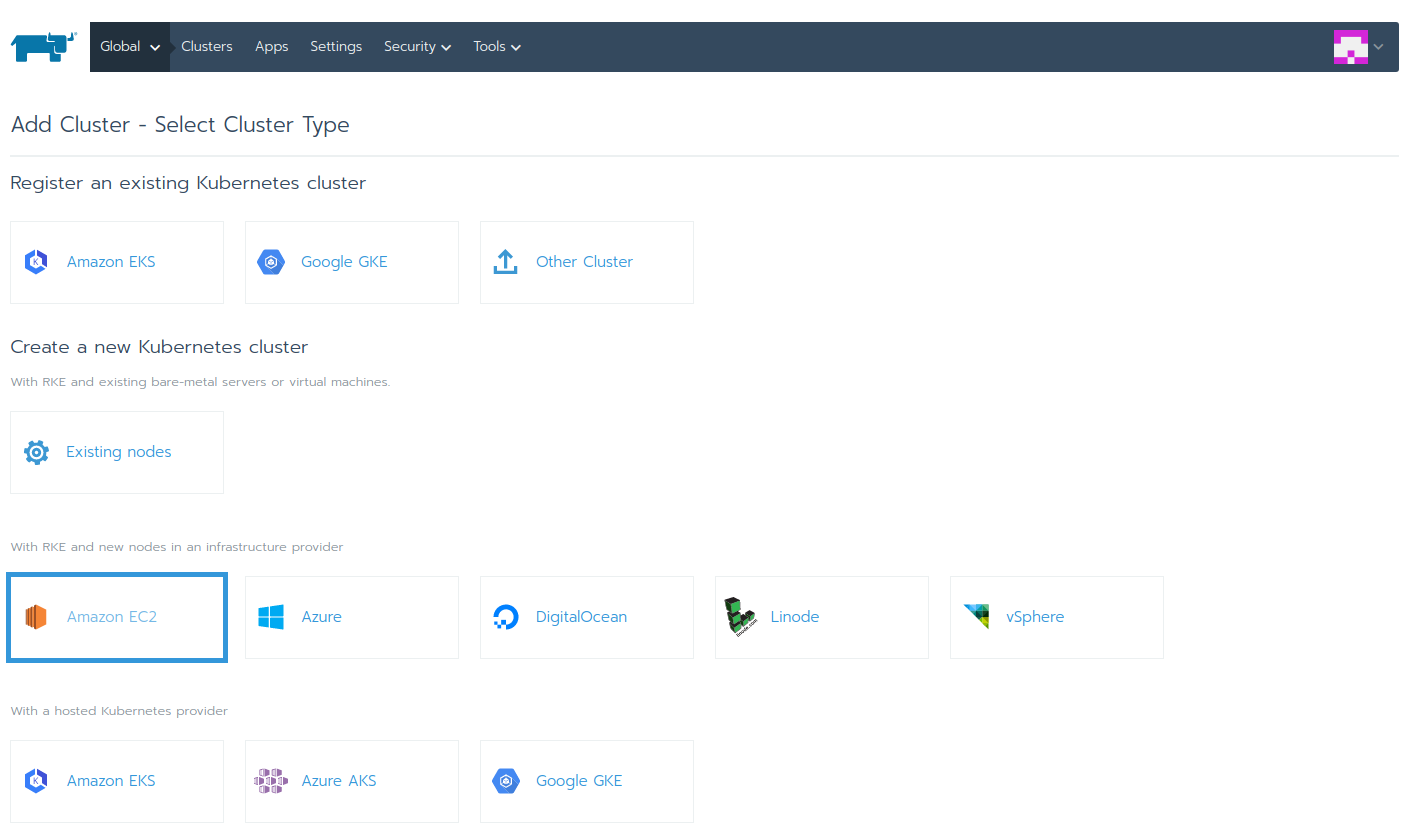 Global Clusters Apps Settings Security Tools
Add Cluster - Select Cluster Type
Register an existing Kubernetes cluster
Amazon EKS Google GKE Other Cluster
Create a new Kubernetes cluster
With RKE and existing bare-metal servers or virtual machines.
Existing nodes
With RKE and new nodes in an infrastructure provider
Amazon EC2 Azure DigitalOcean linode.com Linode vSphere
With a hosted Kubernetes provider
K Amazon EKS Azure AKS Google GKE